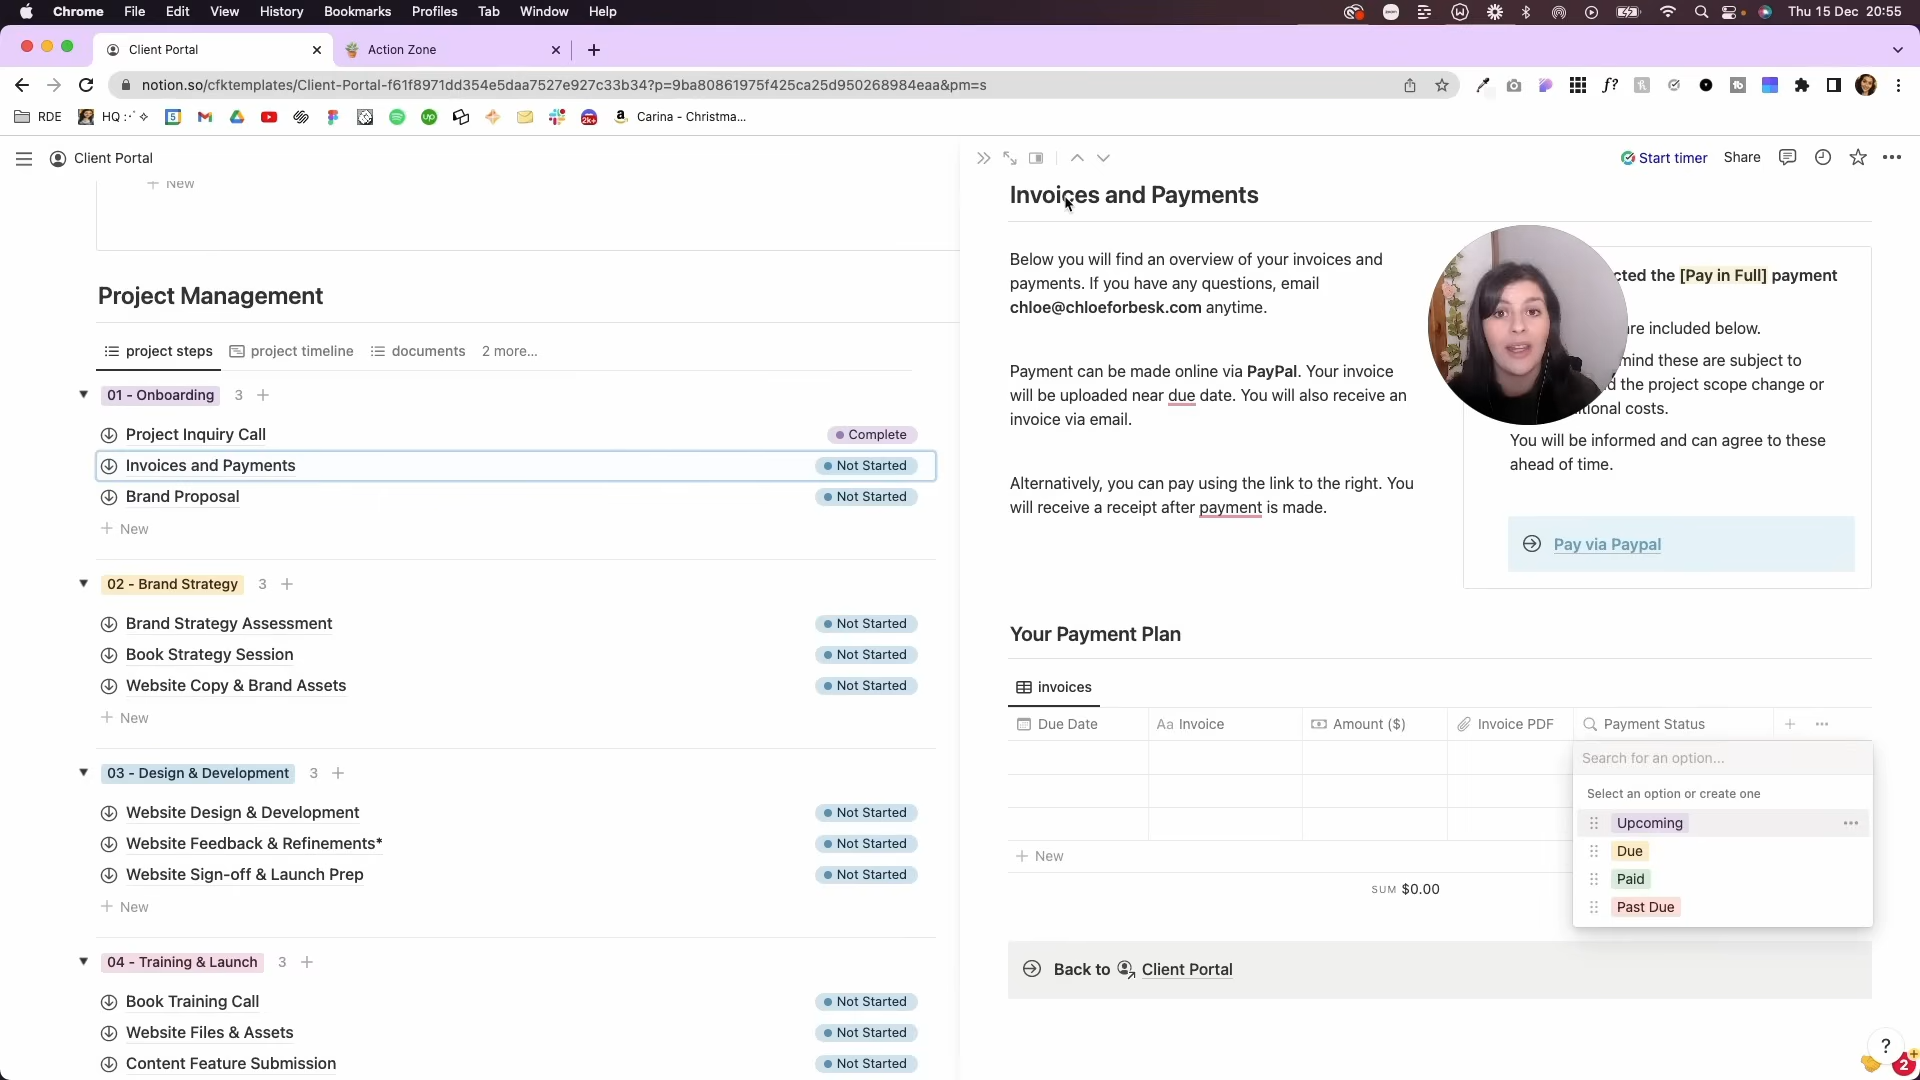 Chrome File Edit View History Bookmarks Profiles Tab Window Help
Thu 15 Dec 20:55
Client Portal
Action Zone
notion.so/cfktemplates/Client-Portal-f61f8971dd354e5daa7527e927c33b34?p=9ba80861975f425ca25d950268984eaa&pm=s
RDE
HQ
Carina - Christma...
Client Portal
New
Project Management
project steps
project timeline
documents
2 more...
01 - Onboarding 3
Project Inquiry Call Complete
Invoices and Payments Not Started
Brand Proposal Not Started
New
02 - Brand Strategy 3
Brand Strategy Assessment Not Started
Book Strategy Session Not Started
Website Copy & Brand Assets Not Started
New
03 - Design & Development 3
Website Design & Development Not Started
Website Feedback & Refinements* Not Started
Website Sign-off & Launch Prep Not Started
New
04 - Training & Launch 3
Book Training Call Not Started
Website Files & Assets Not Started
Content Feature Submission Not Started
Start timer
Share
Invoices and Payments
Below you will find an overview of your invoices and
payments. If you have any questions, email
chloe@chloeforbesk.com anytime.
Payment can be made online via PayPal. Your invoice
will be uploaded near due date. You will also receive an
invoice via email.
Alternatively, you can pay using the link to the right. You
will receive a receipt after payment is made.
the [Pay in Full] payment
included below.
mind these are subject to
the project scope change or
costs.
You will be informed and can agree to these
ahead of time.
Pay via Paypal
Your Payment Plan
invoices
Due Date
Aa Invoice
Amount ($)
Invoice PDF
Payment Status
Search for an option...
Select an option or create one
Upcoming
Due
Paid
Past Due
New
SUM $0.00
Back to Client Portal
?
2